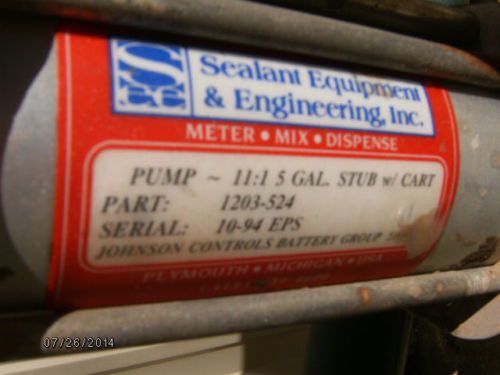 Sealant Equipment
& Engineering, Inc.
METER • MIX • DISPENSE
PUMP ~ 11:1 5 GAL. STUB w/ CART
PART: 1203-524
SERIAL: 10-94 EPS
JOHNSON CONTROLS BATTERY GROUP
PLYMOUTH • MICHIGAN • USA
07/26/2014